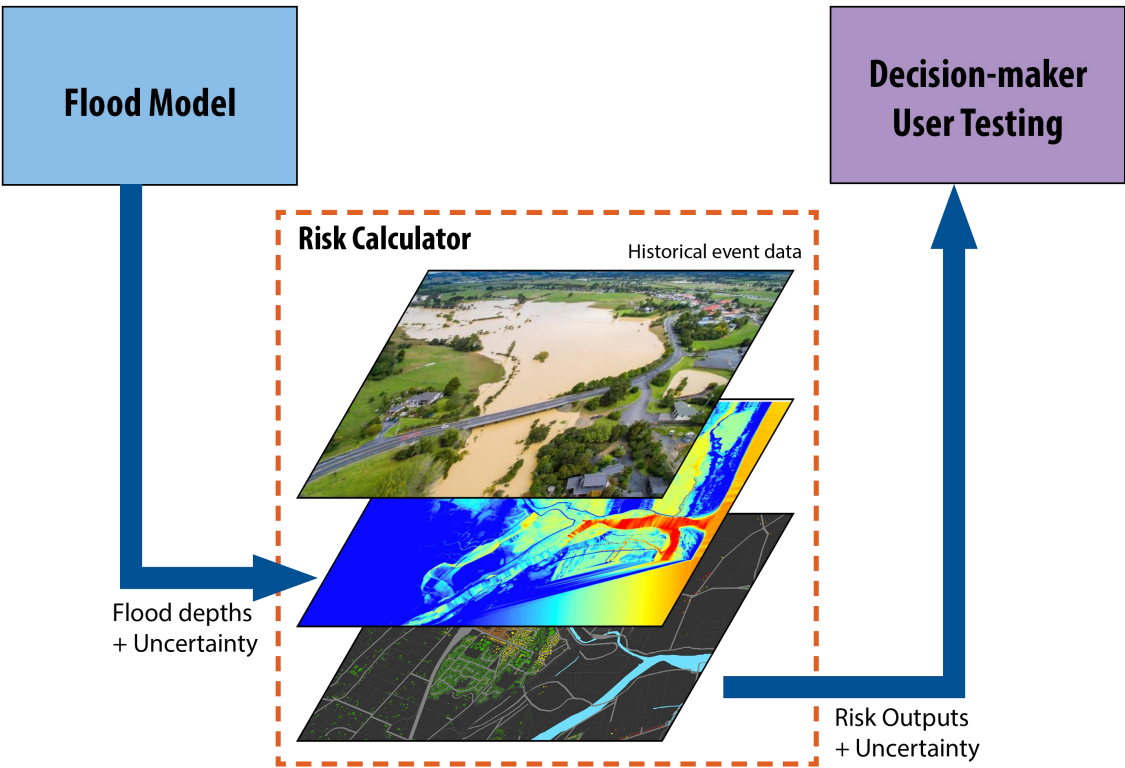 Flood Model
Decision-maker
User Testing
Risk Calculator
Historical event data
Flood depths
+ Uncertainty
Risk Outputs
+ Uncertainty